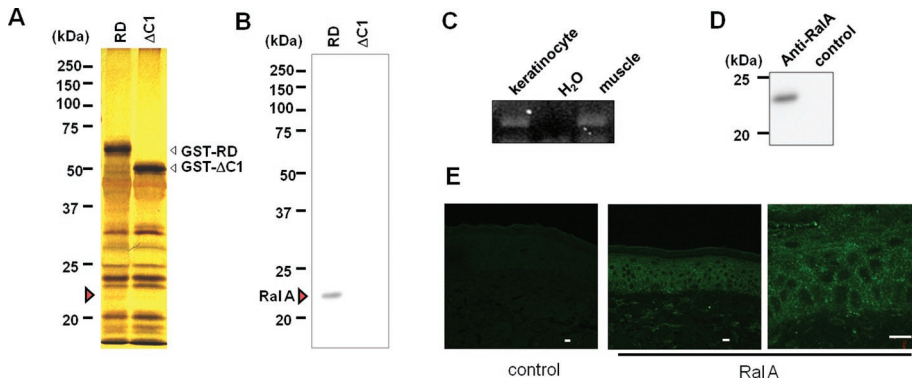 A
(kDa)
RD
ΔC1
250
150
100
75
50
37
25
20
GST-RD
GST-ΔC1
B
(kDa)
RD
ΔC1
250
150
100
75
50
37
25
20
Ral A
C
keratinocyte
H2O
muscle
D
(kDa)
Anti-RalA
control
25
20
E
control
Ral A